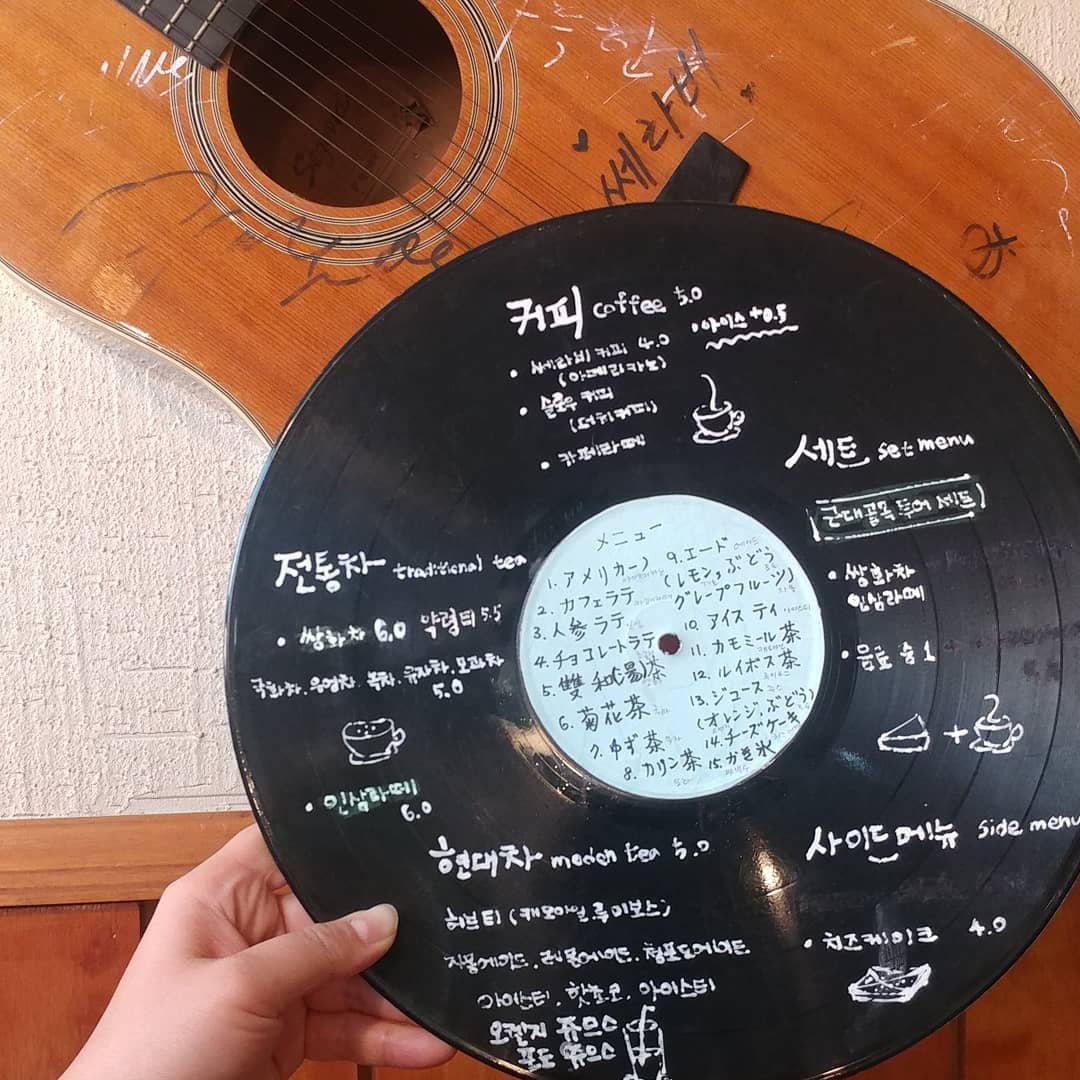 쎄라비
커피 coffee 5.0
• 아이스 +0.5
• 쎄라비 커피 4.0
(아메리카노)
• 슬로우 커피
(더치커피)
• 카페라떼
세트 set menu
근대골목 투어 세트
• 쌍화차
인삼라떼
• 음료 중 1
+
전통차 traditional tea
• 쌍화차 6.0 약령티 5.5
국화차. 우엉차. 목차. 유자차. 모과차
5.0
• 인삼라떼
6.0
メニュー
1. アメリカーノ
2. カフェラテ
3. 人参ラテ
4. チョコレートラテ
5. 雙和(湯)茶
6. 菊花茶
7. ゆず茶
8. カリン茶
9. エード
(レモン,ぶどう
グレープフルーツ)
10. アイス ティ
11. カモミール茶
12. ルイボス茶
13. ジュース
(オレンジ,ぶどう)
14. チーズケーキ
15. かき氷
현대차 moden tea 5.0
허브티 (캐모마일. 루이보스)
자몽에이드. 레몬에이드. 청포도에이드
아이스티. 핫초코. 아이스티
오렌지 쥬스
포도 쥬스
사이드 메뉴 side menu
• 치즈케이크 4.0